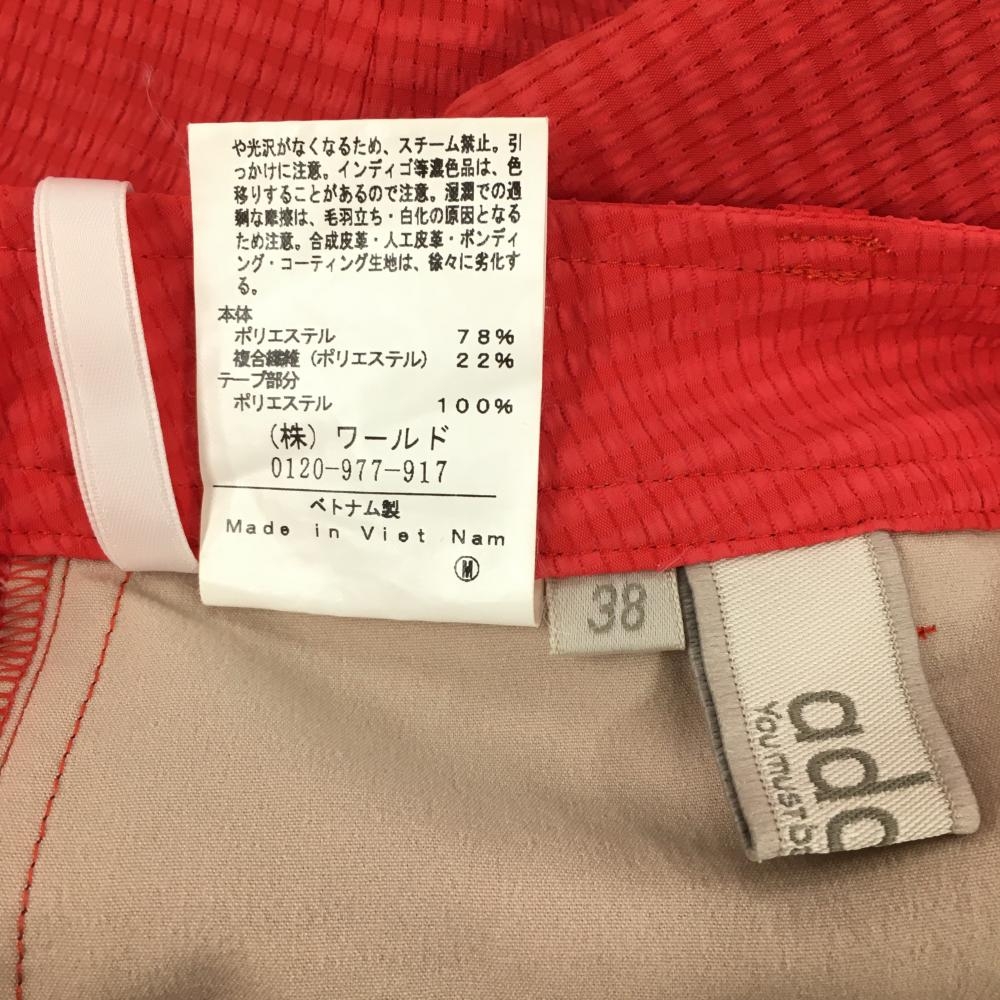 や光沢がなくなるため、スチーム禁止。引
っかけに注意。インディゴ等濃色品は、色
移りすることがあるので注意。湿潤での過
剰な摩擦は、毛羽立ち・白化の原因となる
ため注意。合成皮革・人工皮革・ボンディ
ング・コーティング生地は、徐々に劣化す
る。
本体
ポリエステル 78%
複合繊維（ポリエステル） 22%
テープ部分
ポリエステル 100%
（株）ワールド
0120-977-917
ベトナム製
Made in Viet Nam
M
38
ad
YOU MUST